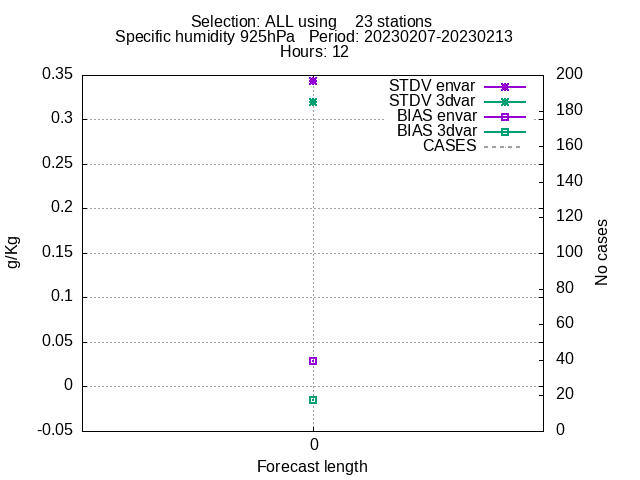 Selection: ALL using    23 stations
Specific humidity 925hPa   Period: 20230207-20230213
Hours: 12
STDV envar
STDV 3dvar
BIAS envar
BIAS 3dvar
CASES
0.35
0.3
0.25
0.2
0.15
0.1
0.05
0
-0.05
g/Kg
200
180
160
140
120
100
80
60
40
20
0
No cases
0
Forecast length